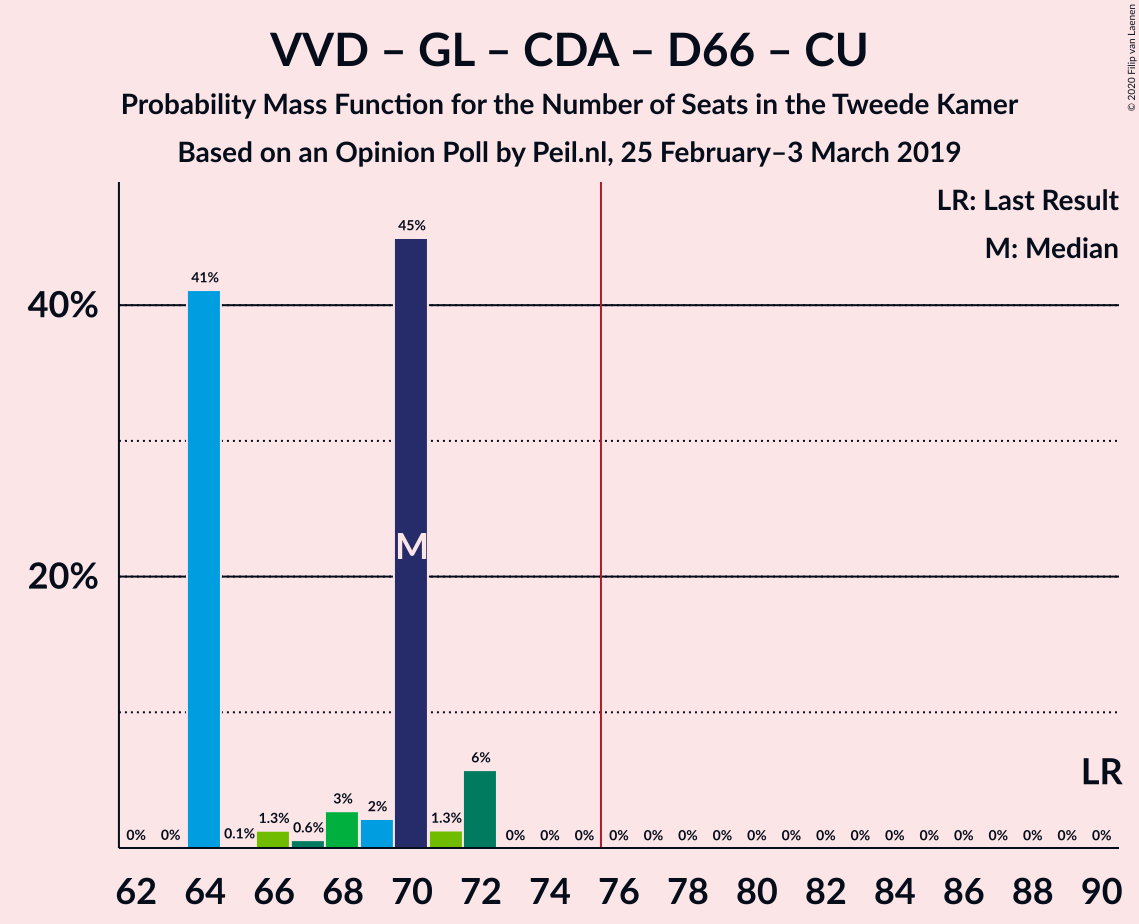 VVD – GL – CDA – D66 – CU
Probability Mass Function for the Number of Seats in the Tweede Kamer
Based on an Opinion Poll by Peil.nl, 25 February–3 March 2019
© 2020 Filip van Laenen
LR: Last Result
M: Median
40%
20%
0% 0% 41% 0.1% 1.3% 0.6% 3% 2% 45% 1.3% 6% 0% 0% 0% 0% 0% 0% 0% 0% 0% 0% 0% 0% 0% 0% 0% 0% 0% 0%
M
LR
62 64 66 68 70 72 74 76 78 80 82 84 86 88 90